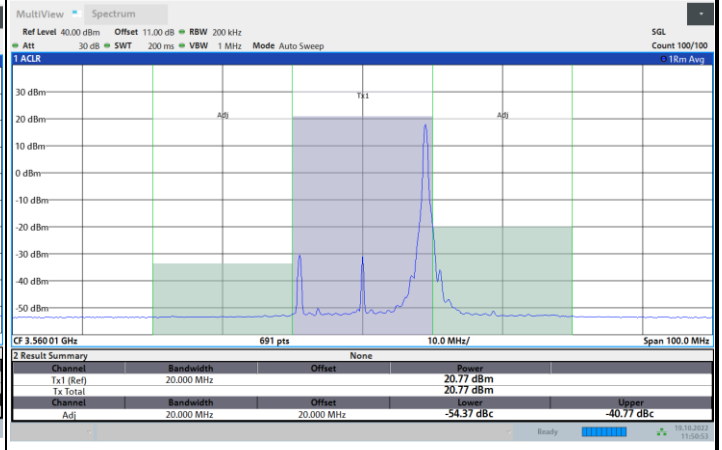 MultiView Spectrum
Ref Level 40.00 dBm Offset 11.00 dB RBW 200 kHz SGL
Att 30 dB SWT 200 ms VBW 1 MHz Mode Auto Sweep Count 100/100
1 ACLR 1Rm Avg
30 dBm
Tx1
20 dBm
Adj Adj
10 dBm
0 dBm
-10 dBm
-20 dBm
-30 dBm
-40 dBm
-50 dBm
CF 3.56001 GHz 691 pts 10.0 MHz/ Span 100.0 MHz
2 Result Summary None
Channel Bandwidth Offset Power
Tx1 (Ref) 20.000 MHz 20.77 dBm
Tx Total 20.77 dBm
Channel Bandwidth Offset Lower Upper
Adj 20.000 MHz 20.000 MHz -54.37 dBc -40.77 dBc
Ready 19.10.2022
11:50:53